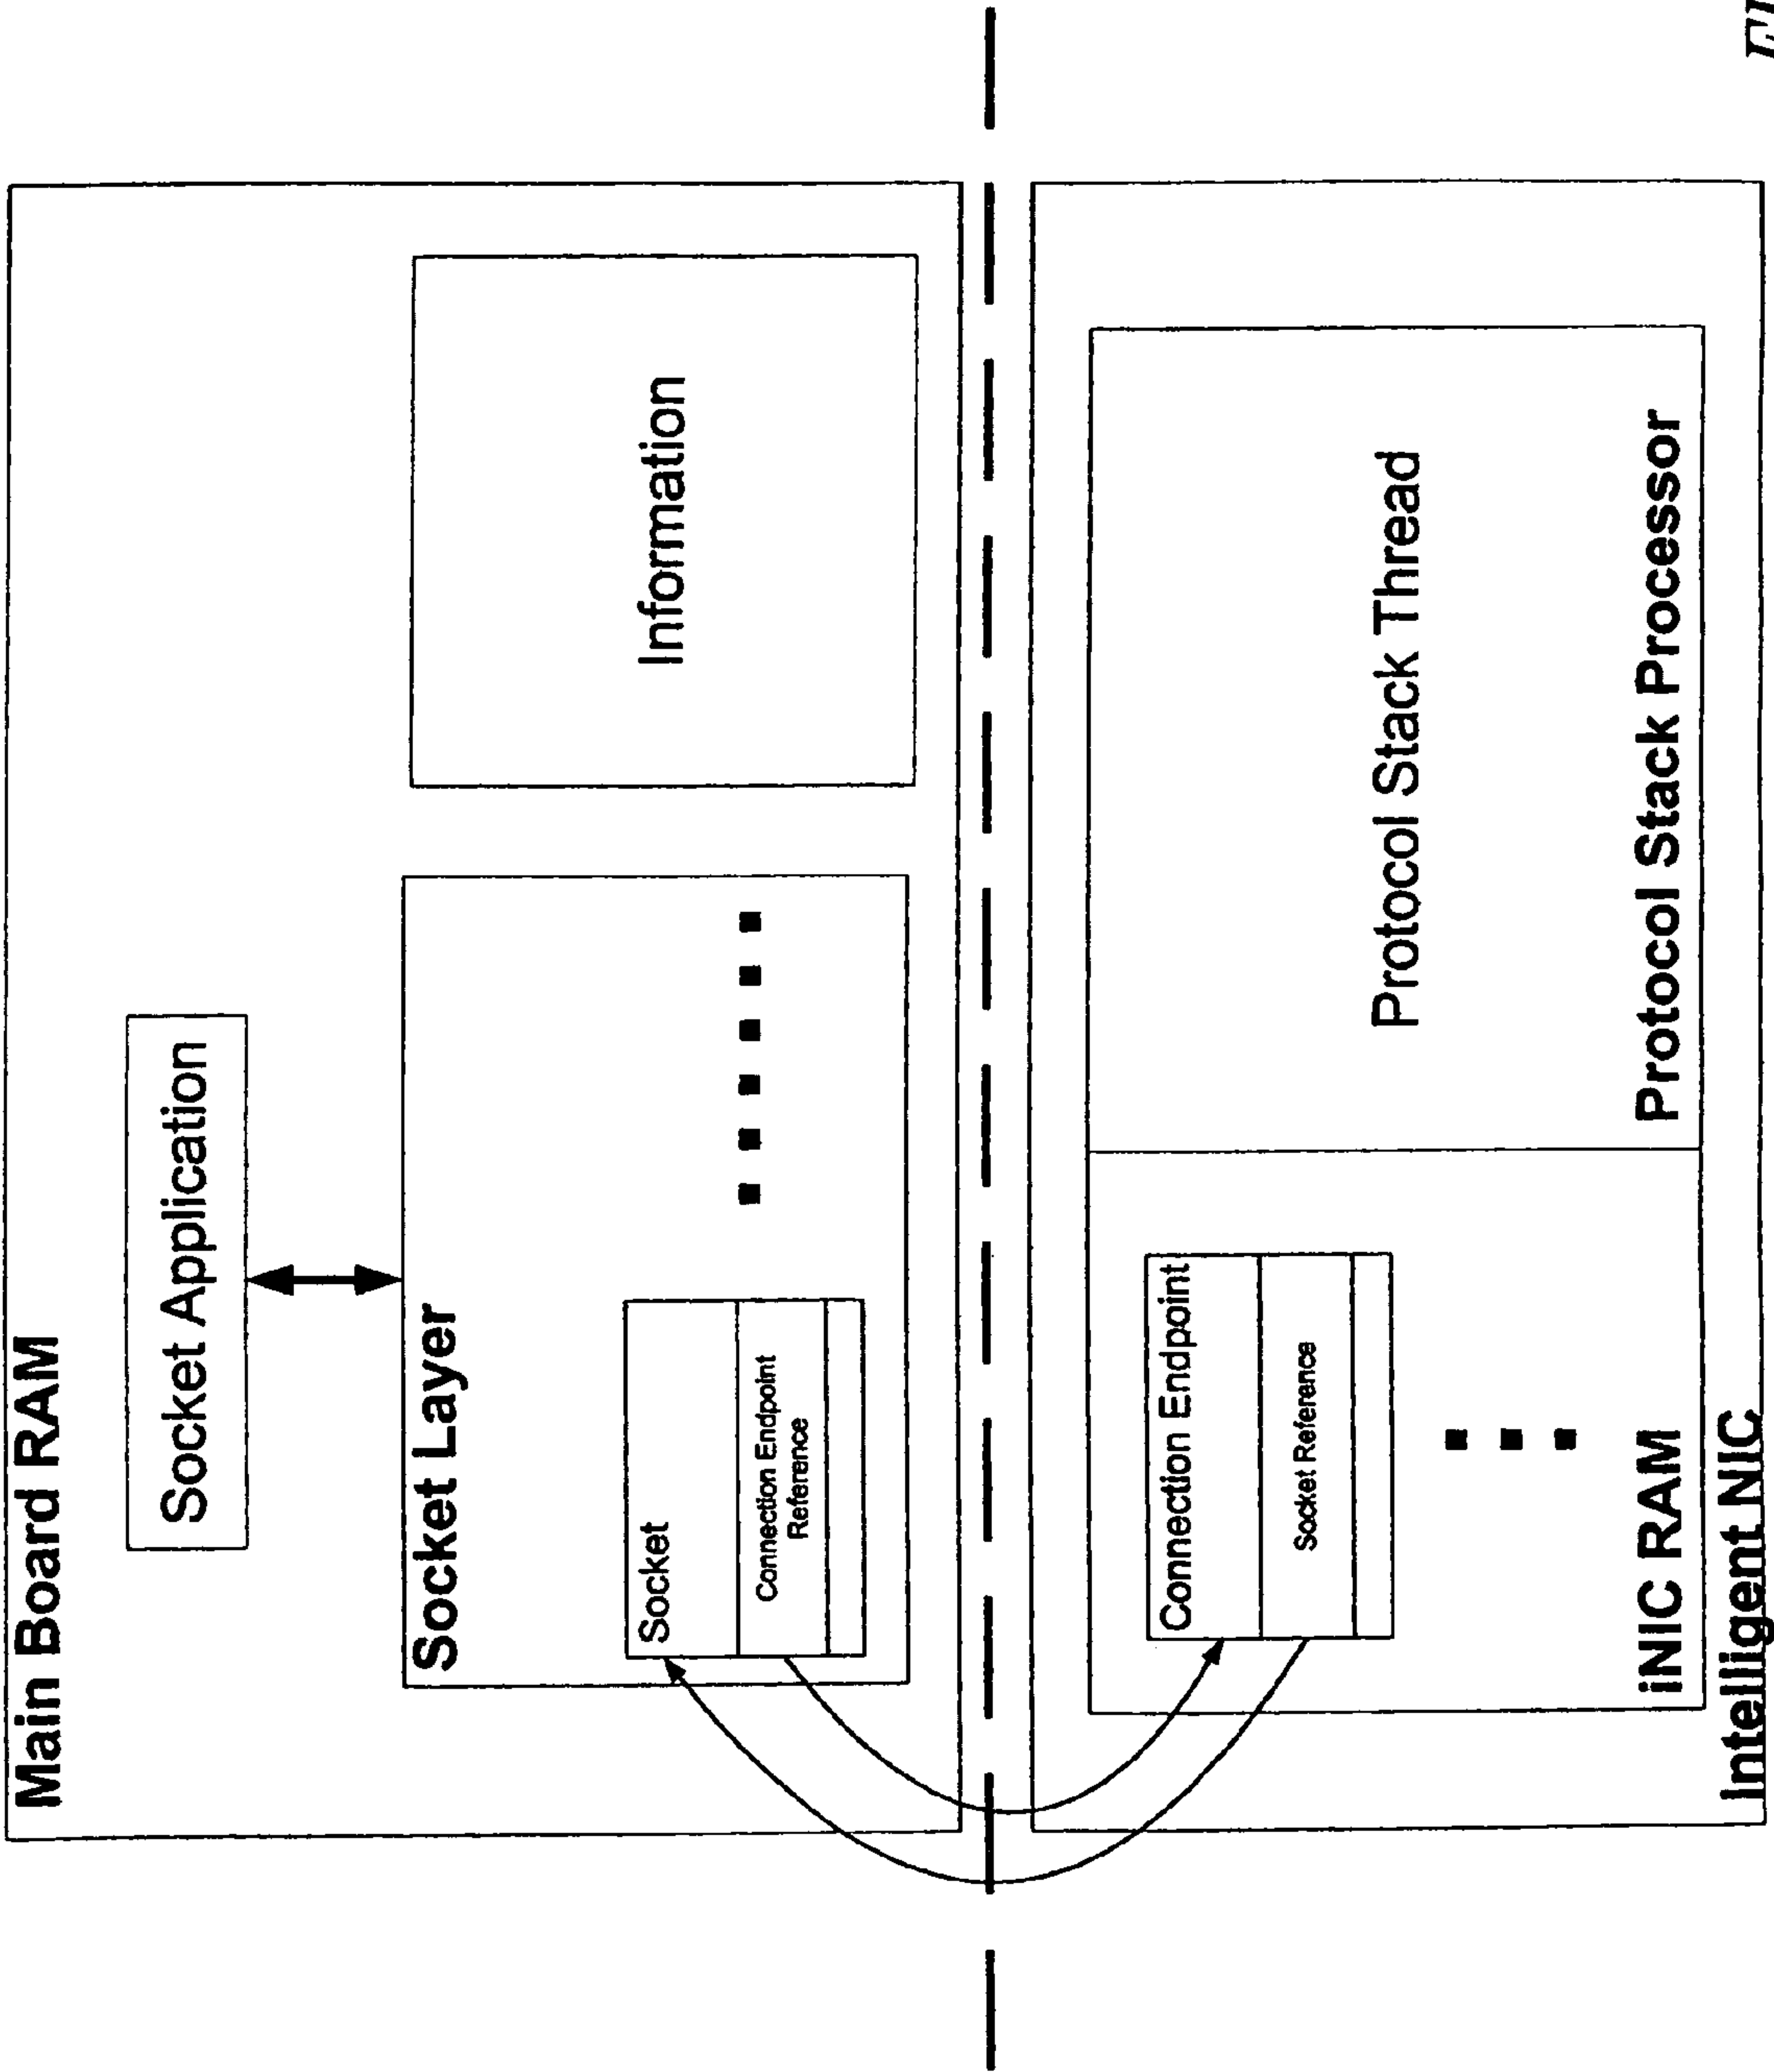 Main Board RAM
Socket Application
Socket Layer
Socket
Connection Endpoint
Reference
Information
Connection Endpoint
Socket Reference
iNIC RAM
Protocol Stack Thread
Protocol Stack Processor
Intelligent NIC